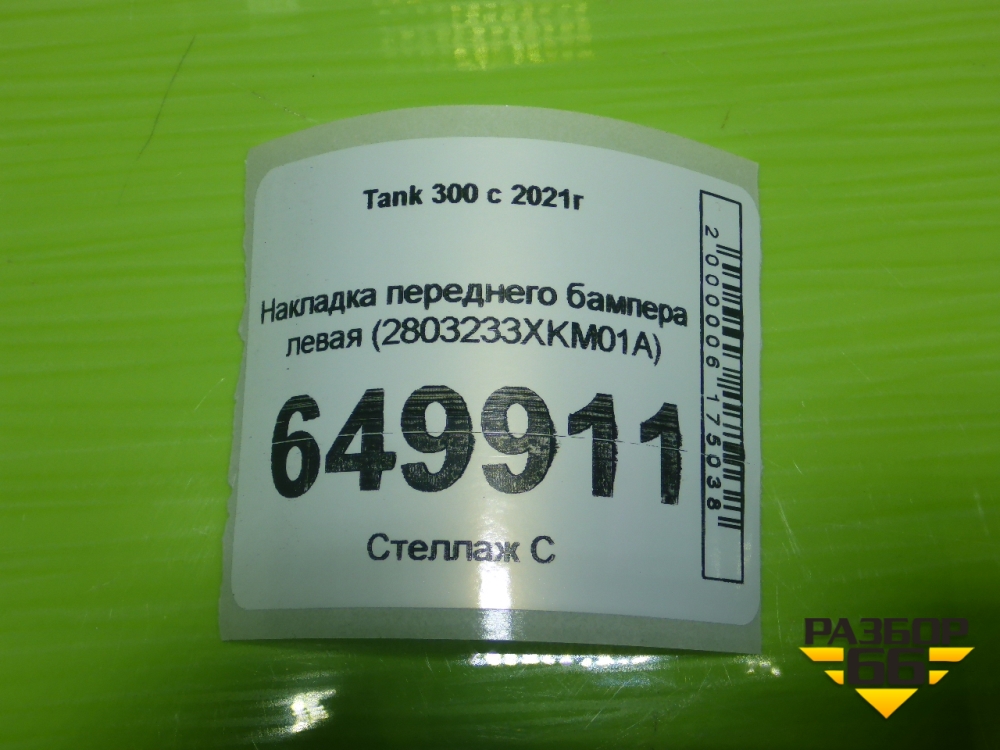 Tank 300 с 2021г
Накладка переднего бампера
левая (2803233XKM01A)
649911
Стеллаж С
2000006175038
РАЗБОР
66